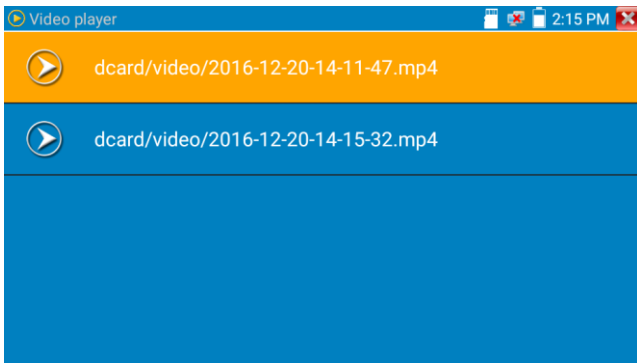 Video player
2:15 PM
dcard/video/2016-12-20-14-11-47.mp4
dcard/video/2016-12-20-14-15-32.mp4